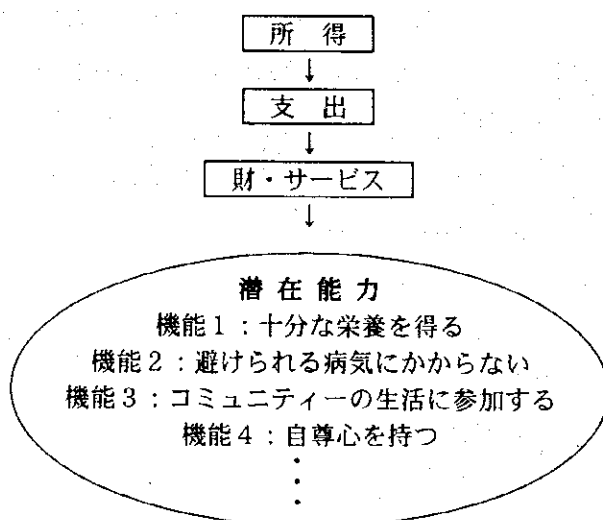 所得
支出
財・サービス
潜在能力
機能1：十分な栄養を得る
機能2：避けられる病気にかからない
機能3：コミュニティーの生活に参加する
機能4：自尊心を持つ
・
・
・